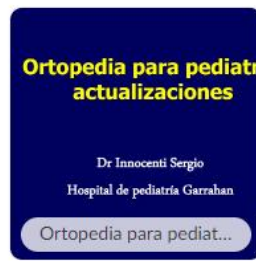 Ortopedia para pediatr
actualizaciones
Dr Innocenti Sergio
Hospital de pediatría Garrahan
Ortopedia para pediat...